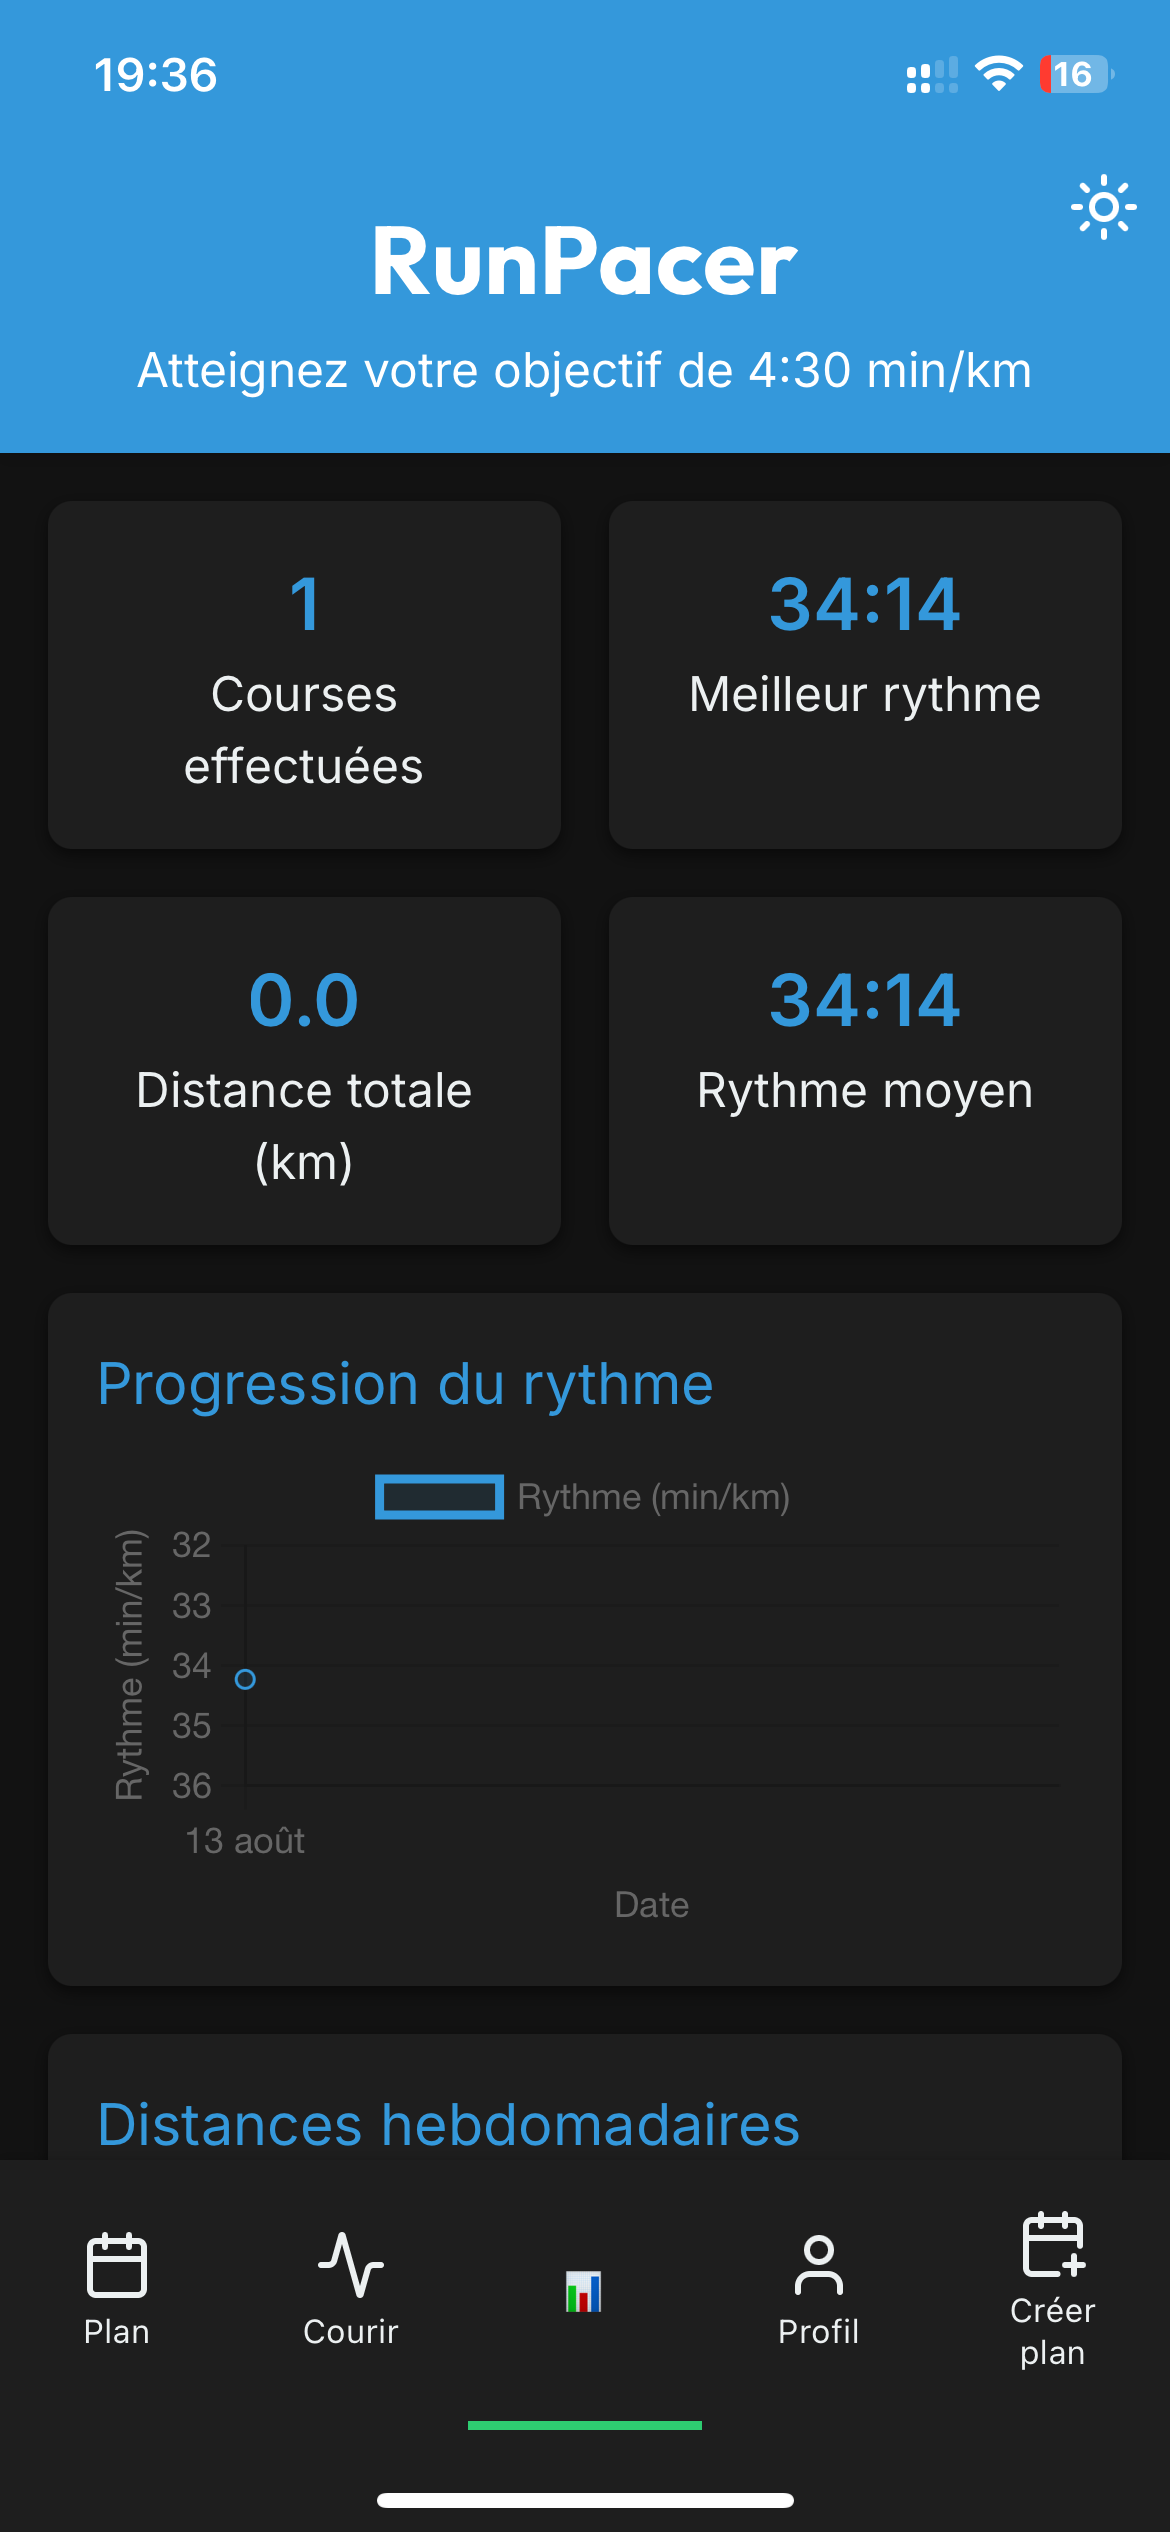 19:36
16
RunPacer
Atteignez votre objectif de 4:30 min/km
1
Courses
effectuées
34:14
Meilleur rythme
0.0
Distance totale
(km)
34:14
Rythme moyen
Progression du rythme
Rythme (min/km)
Rythme (min/km)
32
33
34
35
36
13 août
Date
Distances hebdomadaires
Plan
Courir
Profil
Créer
plan